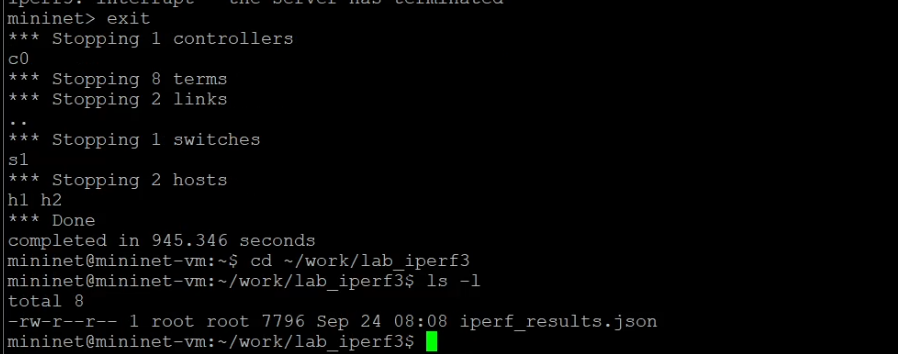 iperf3: interrupt - the server has terminated
mininet> exit
*** Stopping 1 controllers
c0
*** Stopping 8 terms
*** Stopping 2 links
..
*** Stopping 1 switches
s1
*** Stopping 2 hosts
h1 h2
*** Done
completed in 945.346 seconds
mininet@mininet-vm:~$ cd ~/work/lab_iperf3
mininet@mininet-vm:~/work/lab_iperf3$ ls -l
total 8
-rw-r--r-- 1 root root 7796 Sep 24 08:08 iperf_results.json
mininet@mininet-vm:~/work/lab_iperf3$